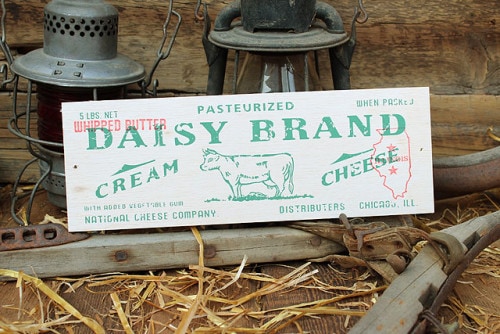 PASTEURIZED
5 LBS. NET
WHEN PACKED
WHIPPED BUTTER
DAISY BRAND
CREAM CHEESE
WITH ADDED VEGETABLE GUM
NATIONAL CHEESE COMPANY DISTRIBUTERS CHICAGO, ILL.